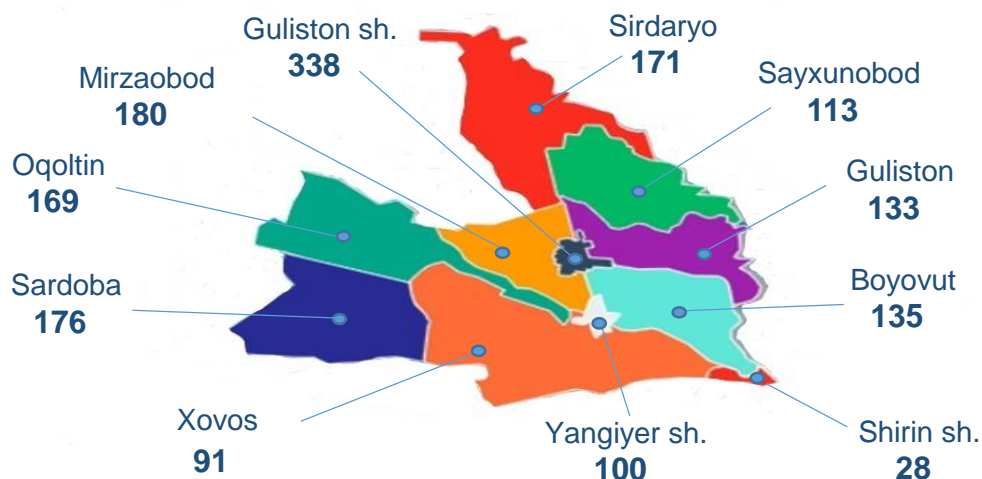 Guliston sh.
338
Sirdaryo
171
Mirzaobod
180
Sayxunobod
113
Oqoltin
169
Guliston
133
Sardoba
176
Boyovut
135
Xovos
91
Yangiyer sh.
100
Shirin sh.
28